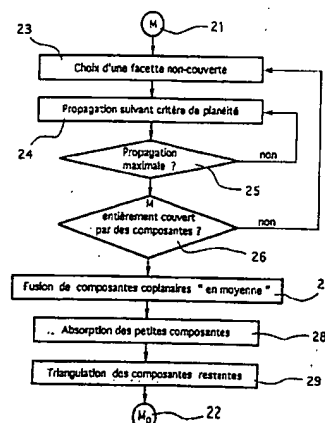 M
21
23
Choix d'une facette non-couverte
Propagation suivant critère de planéité
24
Propagation
maximale ?
non
25
M
entièrement couvert
par des composantes ?
non
26
Fusion de composantes coplanaires "en moyenne"
2
.. Absorption des petites composantes
28
Triangulation des composantes restantes
29
M₀
22